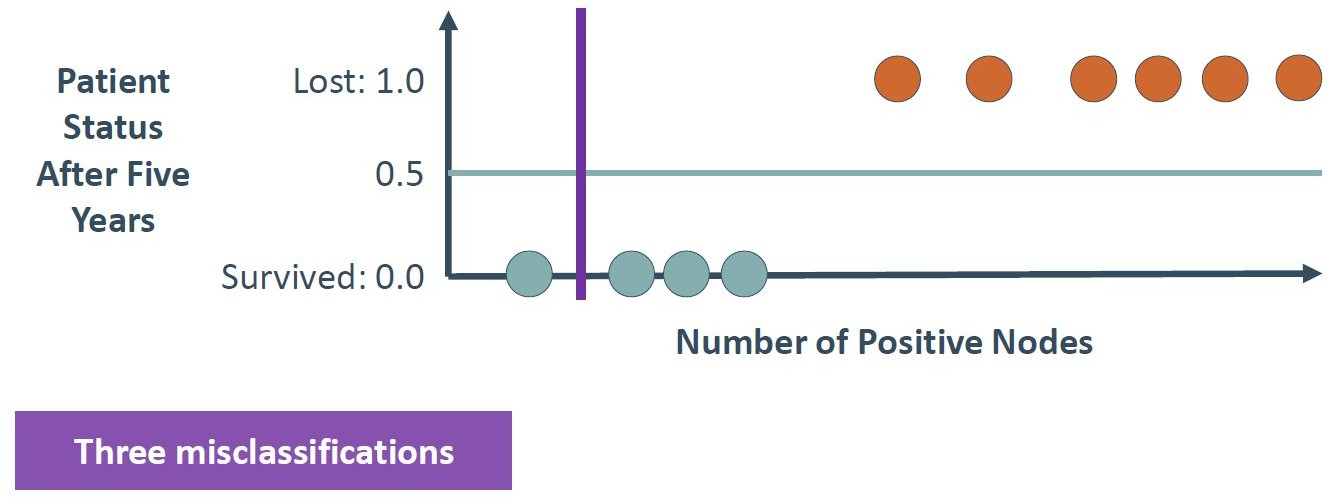 Patient
Status
After Five
Years
Lost: 1.0
0.5
Survived: 0.0
Number of Positive Nodes
Three misclassifications